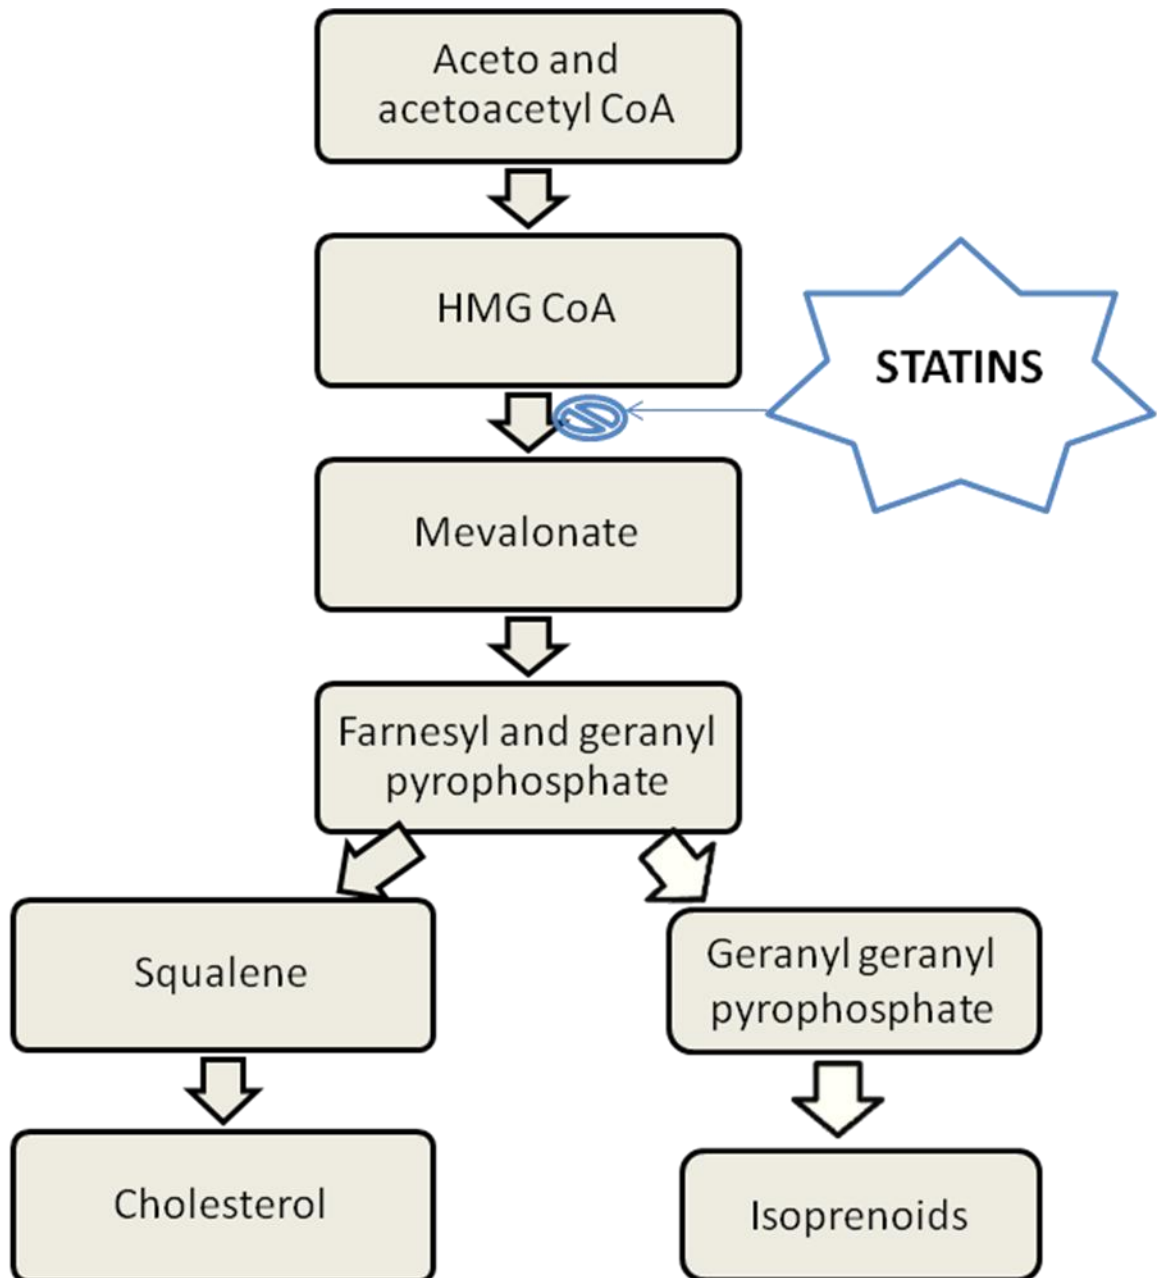 Aceto and
acetoacetyl CoA
HMG CoA
STATINS
Mevalonate
Farnesyl and geranyl
pyrophosphate
Squalene
Geranyl geranyl
pyrophosphate
Cholesterol
Isoprenoids